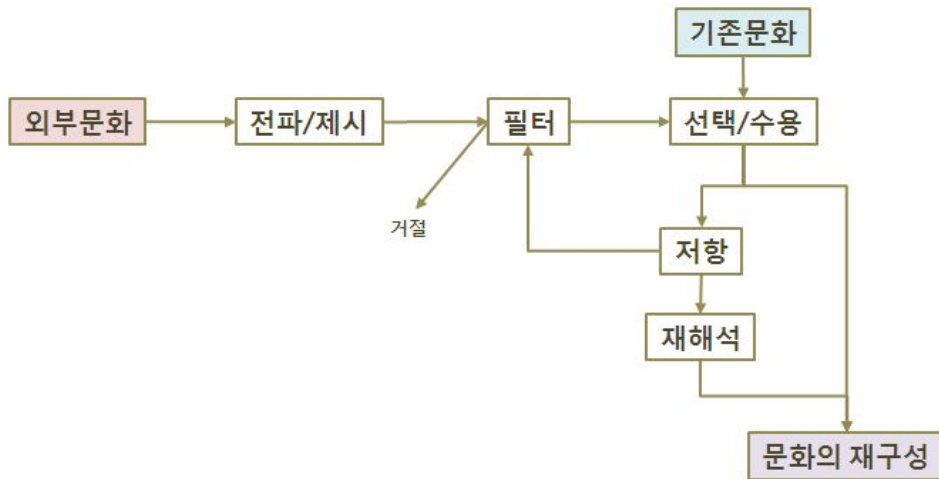 기존문화
외부문화
전파/제시
필터
선택/수용
거절
저항
재해석
문화의 재구성